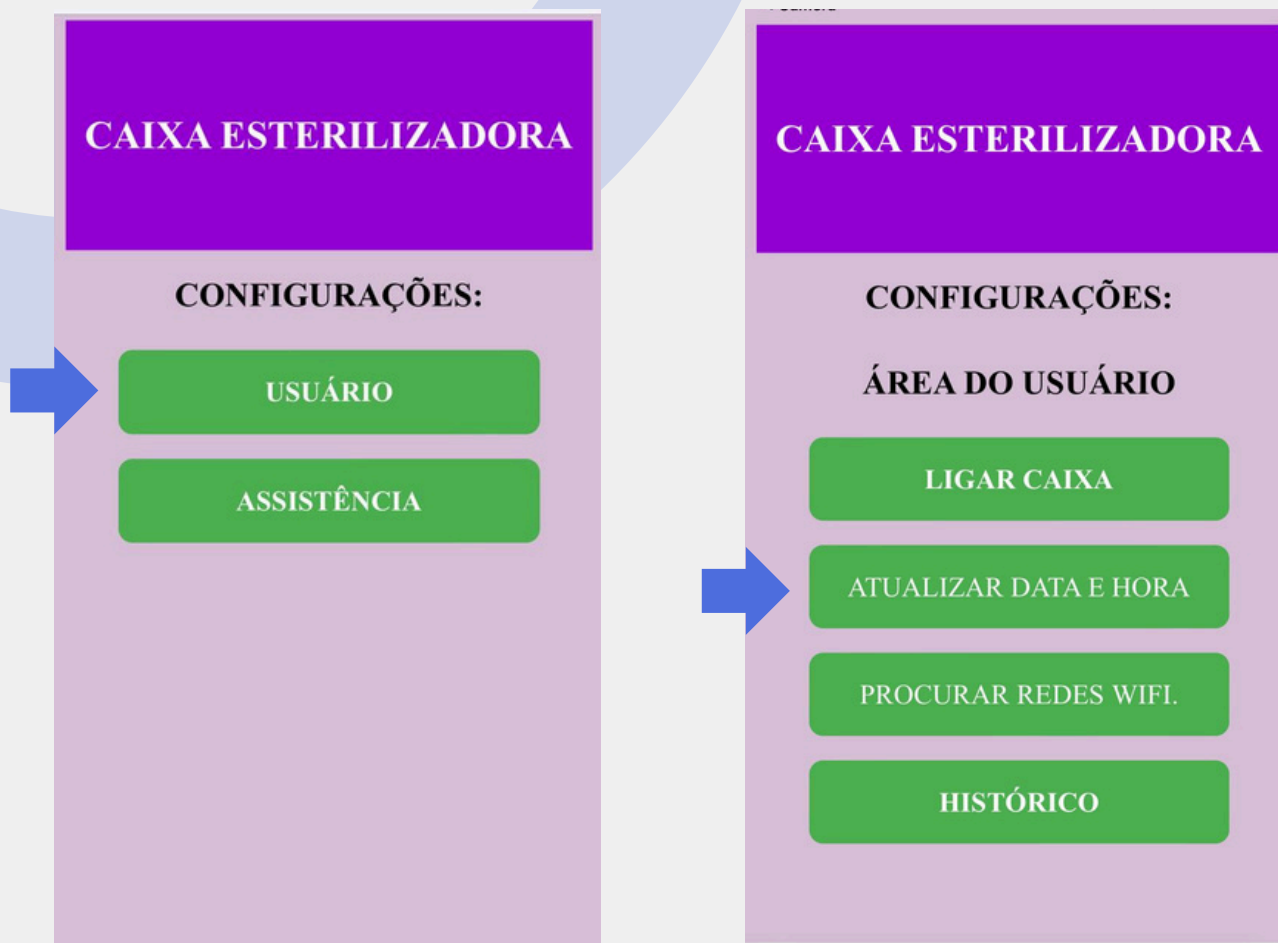 CAIXA ESTERILIZADORA
CONFIGURAÇÕES:
USUÁRIO
ASSISTÊNCIA
CAIXA ESTERILIZADORA
CONFIGURAÇÕES:
ÁREA DO USUÁRIO
LIGAR CAIXA
ATUALIZAR DATA E HORA
PROCURAR REDES WIFI.
HISTÓRICO